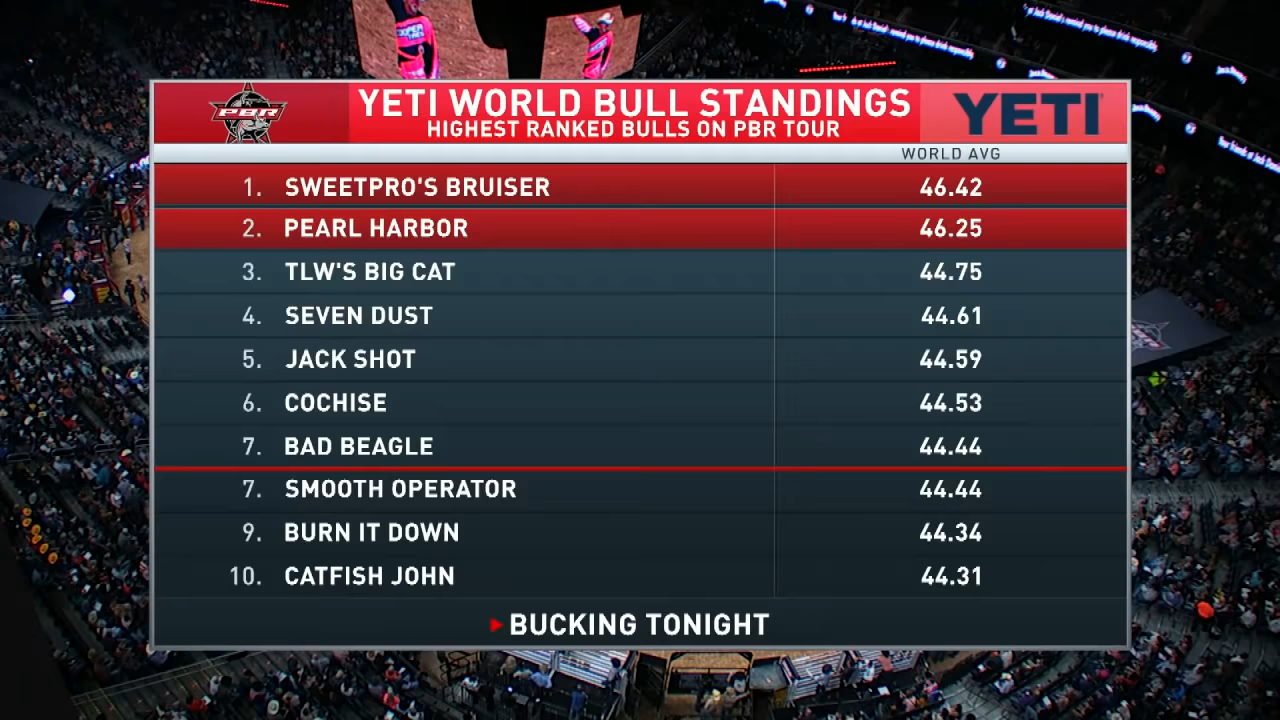 PBR
YETI WORLD BULL STANDINGS
HIGHEST RANKED BULLS ON PBR TOUR
YETI
WORLD AVG
1. SWEETPRO'S BRUISER 46.42
2. PEARL HARBOR 46.25
3. TLW'S BIG CAT 44.75
4. SEVEN DUST 44.61
5. JACK SHOT 44.59
6. COCHISE 44.53
7. BAD BEAGLE 44.44
7. SMOOTH OPERATOR 44.44
9. BURN IT DOWN 44.34
10. CATFISH JOHN 44.31
BUCKING TONIGHT